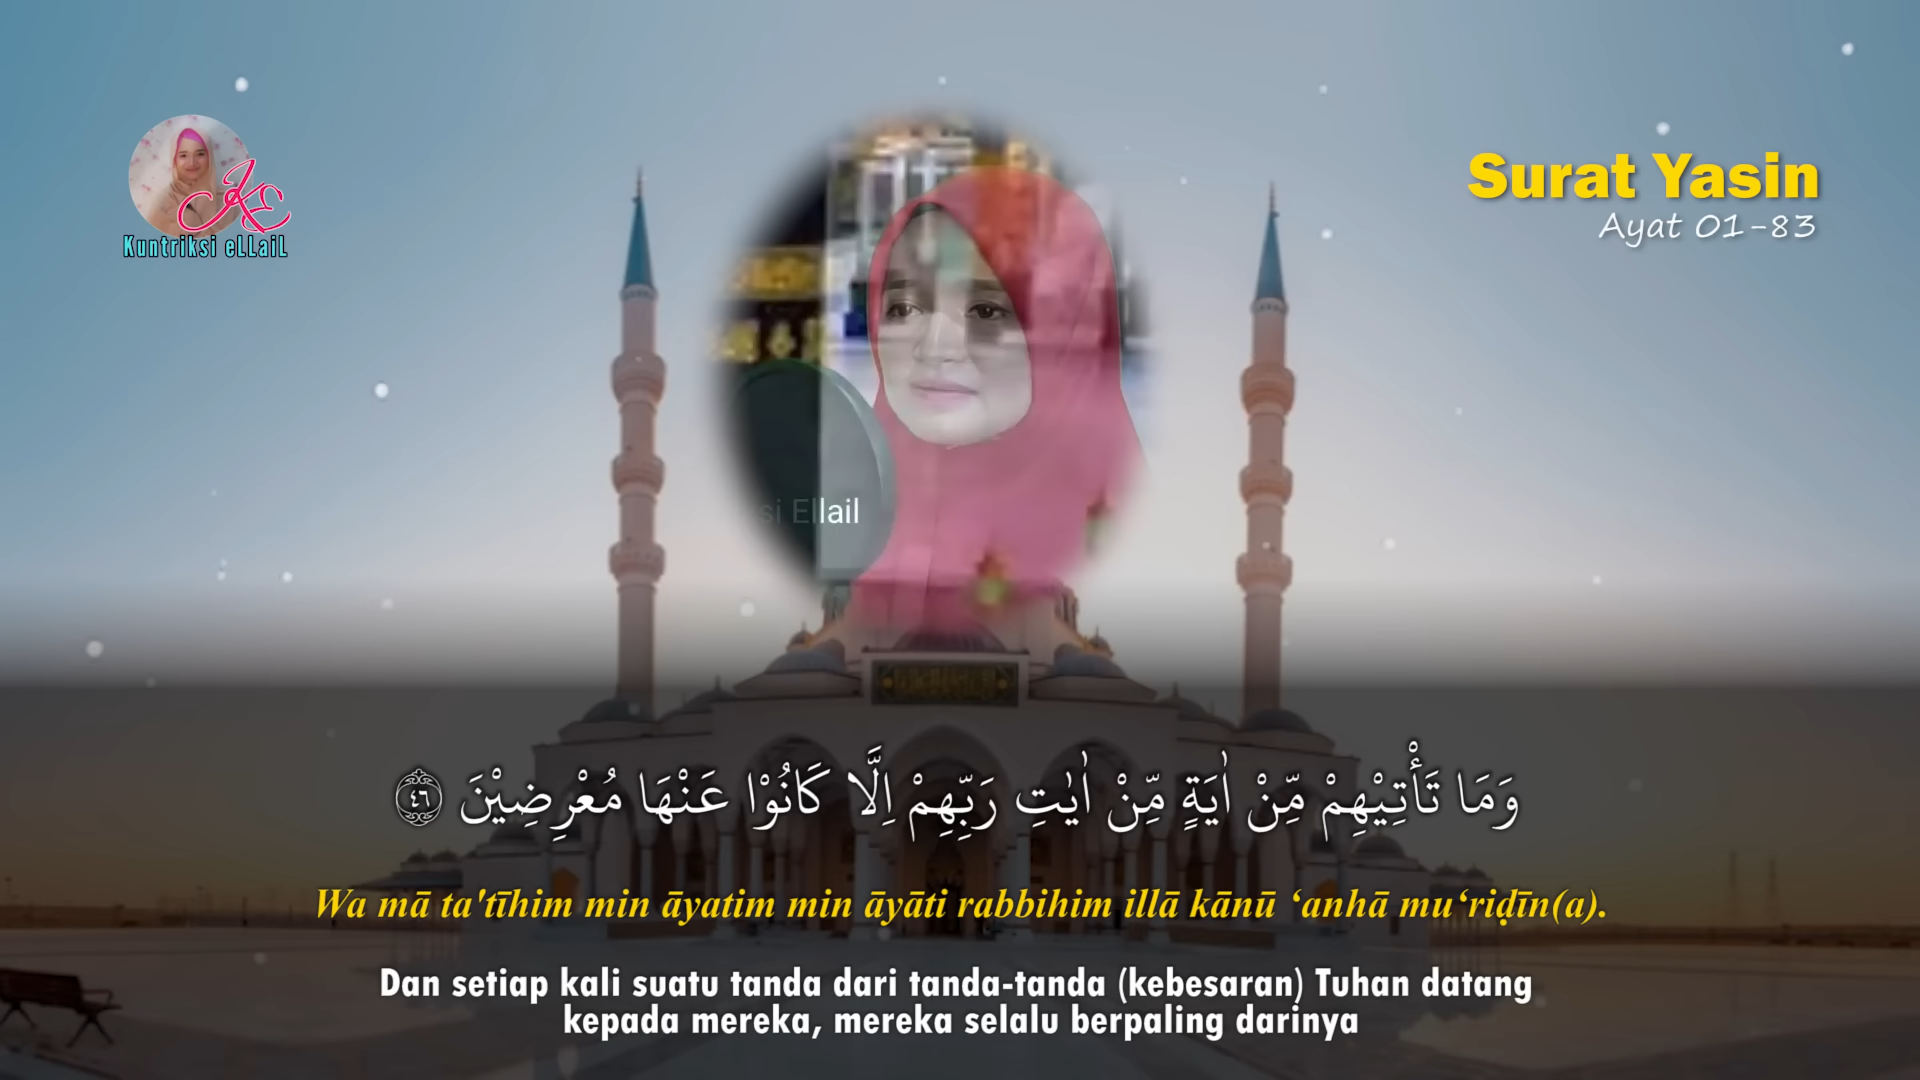 Kuntriksi eLLaiL
Surat Yasin
Ayat 01-83
si Ellail
وَمَا تَأْتِيْهِمْ مِّنْ اٰيَةٍ مِّنْ اٰيٰتِ رَبِّهِمْ اِلَّا كَانُوْا عَنْهَا مُعْرِضِيْنَ ٤٦
Wa mā ta'tīhim min āyatim min āyāti rabbihim illā kānū ‘anhā mu‘riḍīn(a).
Dan setiap kali suatu tanda dari tanda-tanda (kebesaran) Tuhan datang
kepada mereka, mereka selalu berpaling darinya